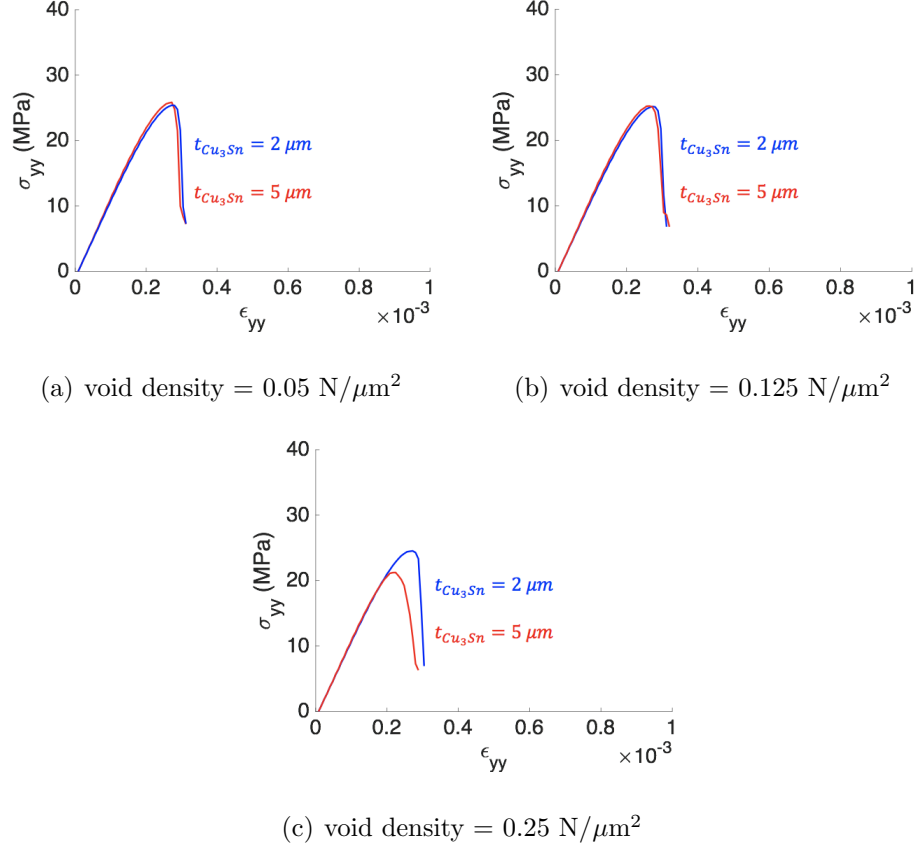 40
30
20
10
0
σyy (MPa)
tCu3Sn = 2 μm
tCu3Sn = 5 μm
0 0.2 0.4 0.6 0.8 1
ϵyy ×10-3
(a) void density = 0.05 N/μm2
40
30
20
10
0
σyy (MPa)
tCu3Sn = 2 μm
tCu3Sn = 5 μm
0 0.2 0.4 0.6 0.8 1
ϵyy ×10-3
(b) void density = 0.125 N/μm2
40
30
20
10
0
σyy (MPa)
tCu3Sn = 2 μm
tCu3Sn = 5 μm
0 0.2 0.4 0.6 0.8 1
ϵyy ×10-3
(c) void density = 0.25 N/μm2